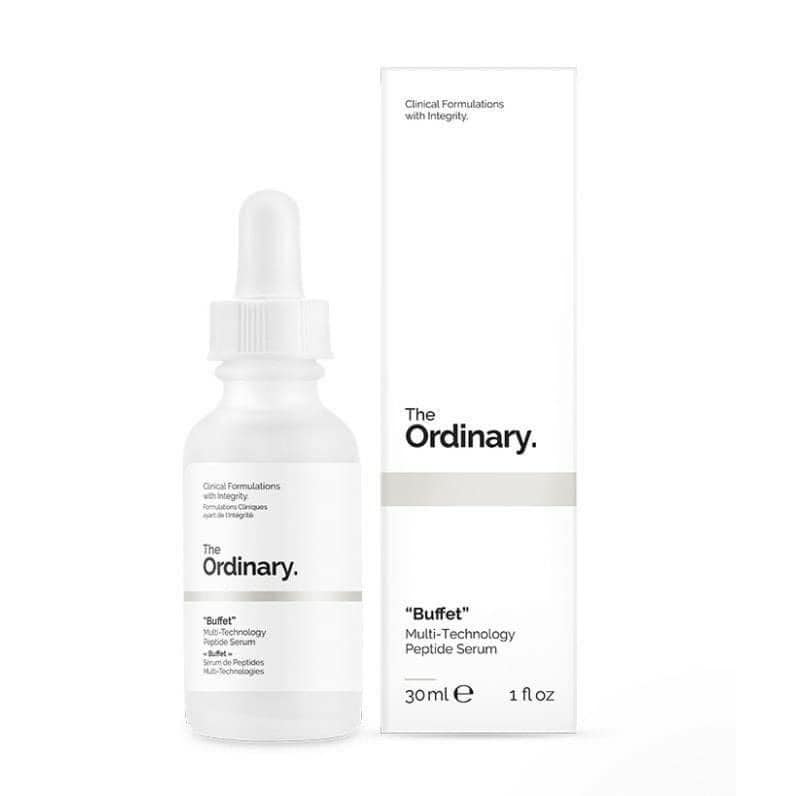 Clinical Formulations
with Integrity.
Formulations Cliniques
ayant de l'Intégrité
The
Ordinary.
"Buffet"
Multi-Technology
Peptide Serum
« Buffet »
Sérum de Peptides
Multi-Technologies
Clinical Formulations
with Integrity.
The
Ordinary.
“Buffet”
Multi-Technology
Peptide Serum
30 ml ℮ 1 fl oz